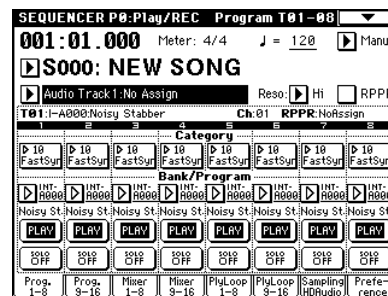 SEQUENCER P0:Play/REC Program T01-08
001:01.000 Meter: 4/4 ♩ = 120 Manu
S000: NEW SONG
Audio Track1:No Assign Reso: Hi RPPR
T01:I-A000:Noisy Stabber Ch:01 RPPR:NoAssign
1 2 3 4 5 6 7 8
Category
10 10 10 10 10 10 10 10
FastSyn FastSyn FastSyn FastSyn FastSyn FastSyn FastSyn FastSyn
Bank/Program
INT- INT- INT- INT- INT- INT- INT- INT-
A000 A000 A000 A000 A000 A000 A000 A000
Noisy St. Noisy St. Noisy St. Noisy St. Noisy St. Noisy St. Noisy St. Noisy St
PLAY PLAY PLAY PLAY PLAY PLAY PLAY PLAY
SOLO SOLO SOLO SOLO SOLO SOLO SOLO SOLO
OFF OFF OFF OFF OFF OFF OFF OFF
Prog. Prog. Mixer Mixer PlyLoop PlyLoop Sampling Prefe
1-8 9-16 1-8 9-16 1-8 9-16 HDAudio rence